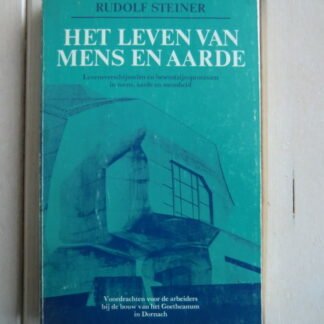 RUDOLF STEINER
HET LEVEN VAN
MENS EN AARDE
Levensverschijnselen en bewustzijnsprocessen
in mens, aarde en mensheid
Voordrachten voor de arbeiders
bij de bouw van het Goetheanum
in Dornach